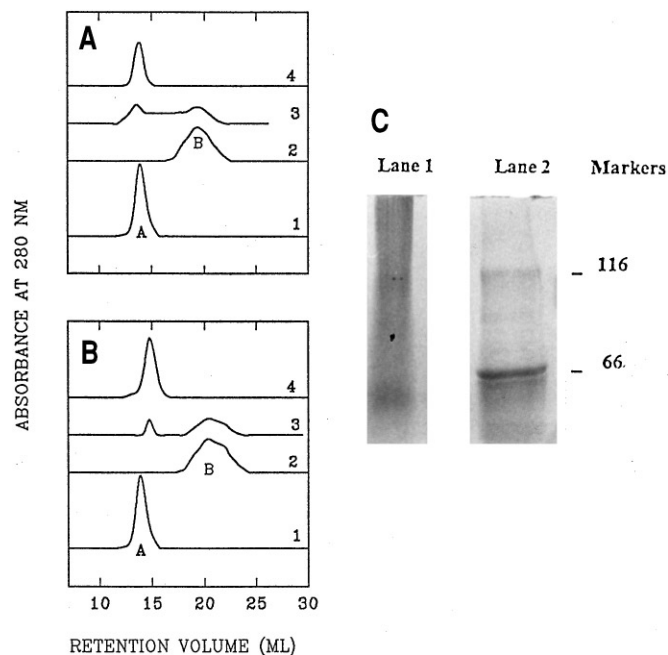 A
4
3
B
2
1
A
B
4
3
2
B
1
A
10 15 20 25 30
RETENTION VOLUME (ML)
ABSORBANCE AT 280 NM
C
Lane 1 Lane 2 Markers
116
66